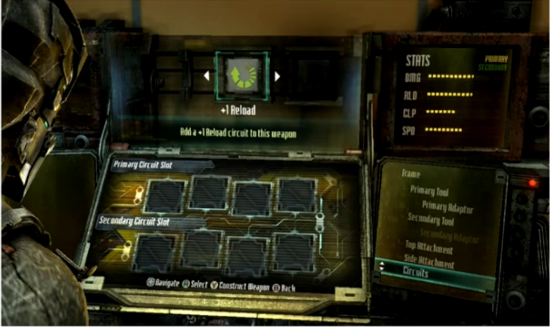 STATS
PRIMARY
SECONDARY
DMG
RLD
CLP
SPD
+1 Reload
Add a +1 Reload circuit to this weapon
Primary Circuit Slot
Secondary Circuit Slot
Navigate Select Construct Weapon Back
Frame
Primary Tool
Primary Adaptor
Secondary Tool
Secondary Adaptor
Top Attachment
Side Attachment
Circuits